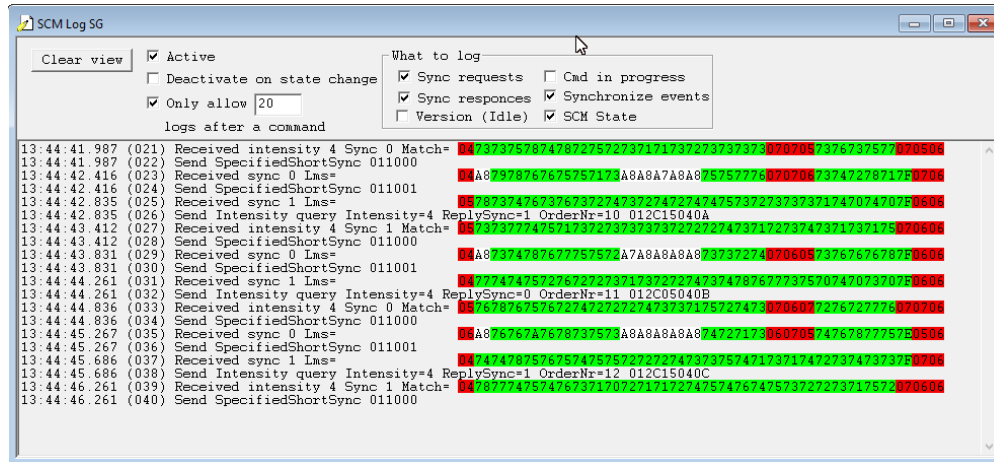 SCM Log SG
Clear view
Active
Deactivate on state change
Only allow 20
logs after a command
What to log
Sync requests
Cmd in progress
Sync responces
Synchronize events
Version (Idle)
SCM State
13:44:41.987 (021) Received intensity 4 Sync 0 Match= 047373757874787275727371717372737373730707057376737577070506
13:44:41.987 (022) Send SpecifiedShortSync 011000
13:44:42.416 (023) Received sync 0 Lms= 04A87978767675757173A8A8A7A8A87575777607070673747278717F0706
13:44:42.416 (024) Send SpecifiedShortSync 011001
13:44:42.835 (025) Received sync 1 Lms= 0578737476737673727473727472747475737273737371747074707F0606
13:44:42.835 (026) Send Intensity query Intensity=4 ReplySync=1 OrderNr=10 012C15040A
13:44:43.412 (027) Received intensity 4 Sync 1 Match= 057373777475717372737373737272727473717273747371737175070606
13:44:43.412 (028) Send SpecifiedShortSync 011000
13:44:43.831 (029) Received sync 0 Lms= 04A87374787677757572A7A8A8A8A87373727407060573767676787F0606
13:44:43.831 (030) Send SpecifiedShortSync 011001
13:44:44.261 (031) Received sync 1 Lms= 0477747475727672727371737272747374787677737570747073707F0606
13:44:44.261 (032) Send Intensity query Intensity=4 ReplySync=0 OrderNr=11 012C05040B
13:44:44.836 (033) Received intensity 4 Sync 0 Match= 057678767576727472727274737371757274730706077276727776070706
13:44:44.836 (034) Send SpecifiedShortSync 011000
13:44:45.267 (035) Received sync 0 Lms= 06A876767A7678737573A8A8A8A8A87472717306070574767877757E0506
13:44:45.267 (036) Send SpecifiedShortSync 011001
13:44:45.686 (037) Received sync 1 Lms= 0474747875767574757572727274737375747173717472737473737F0706
13:44:45.686 (038) Send Intensity query Intensity=4 ReplySync=1 OrderNr=12 012C15040C
13:44:46.261 (039) Received intensity 4 Sync 1 Match= 047877747574767371707271717274757476747573727273717572070606
13:44:46.261 (040) Send SpecifiedShortSync 011000